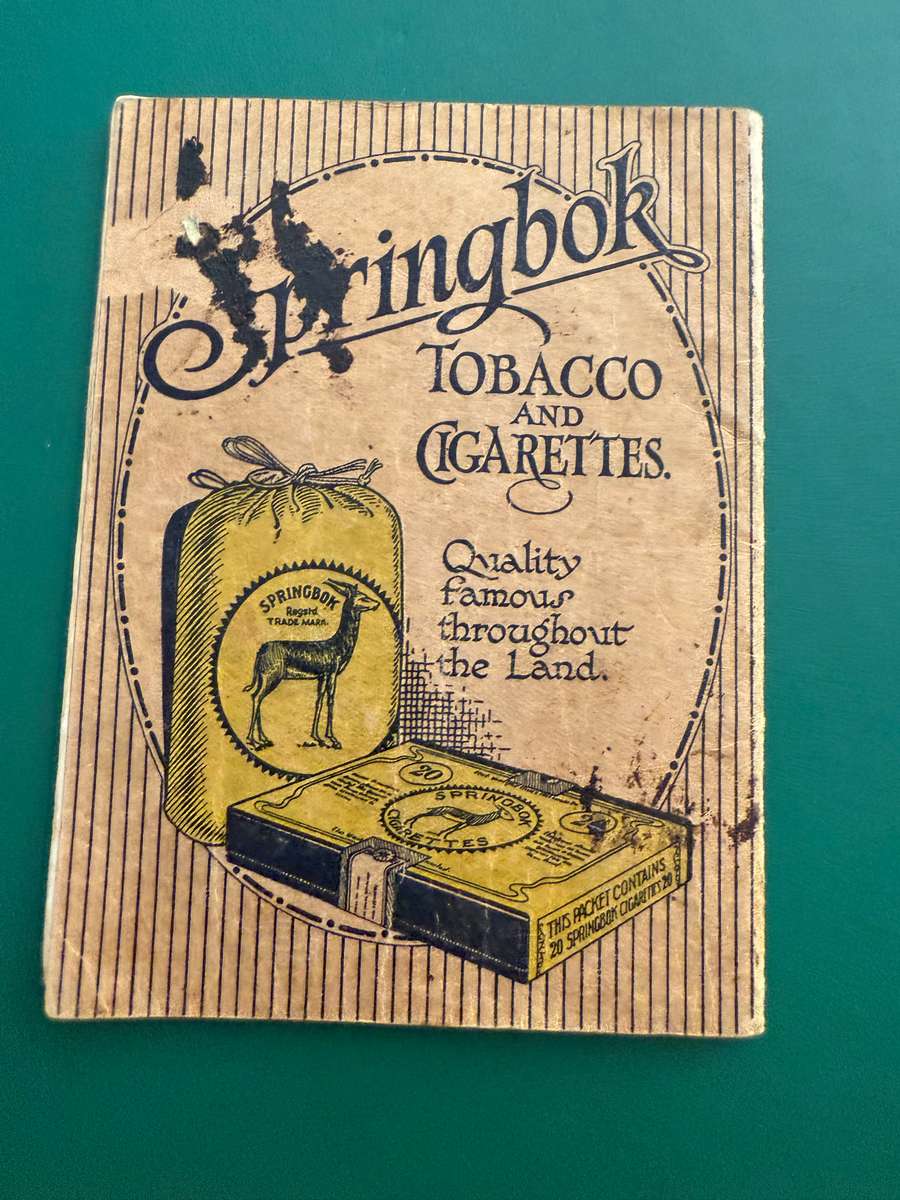 Springbok
TOBACCO
AND
CIGARETTES.
Quality
famous
throughout
the Land.
SPRINGBOK
Regstd
TRADE MARK.
20
SPRINGBOK
CIGARETTES
THIS PACKET CONTAINS
20 SPRINGBOK CIGARETTES 20